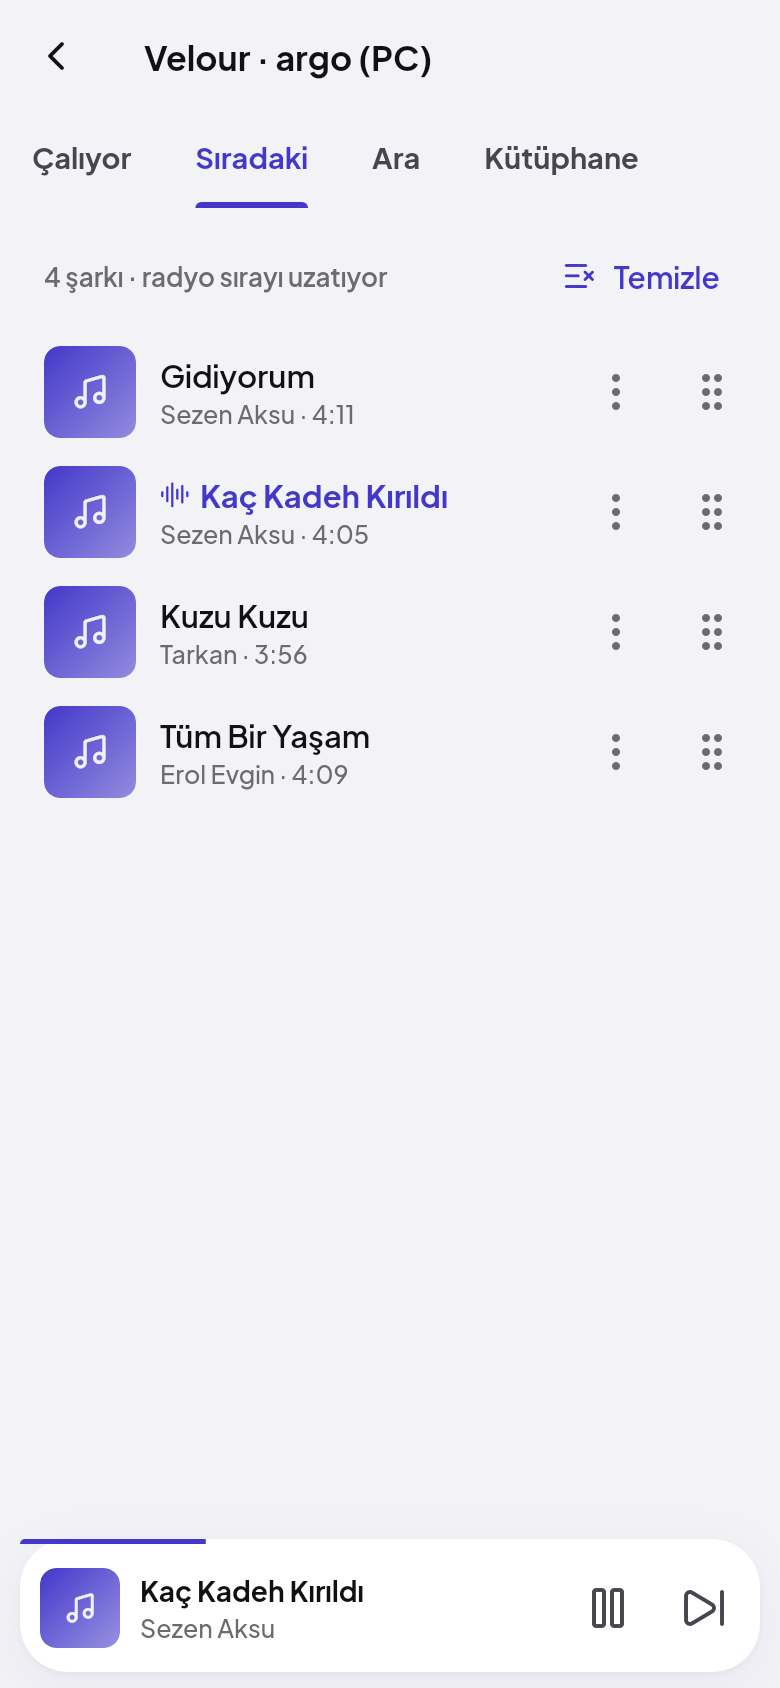 Velour · argo (PC)
Çalıyor Sıradaki Ara Kütüphane
4 şarkı · radyo sırayı uzatıyor Temizle
Gidiyorum
Sezen Aksu · 4:11
Kaç Kadeh Kırıldı
Sezen Aksu · 4:05
Kuzu Kuzu
Tarkan · 3:56
Tüm Bir Yaşam
Erol Evgin · 4:09
Kaç Kadeh Kırıldı
Sezen Aksu